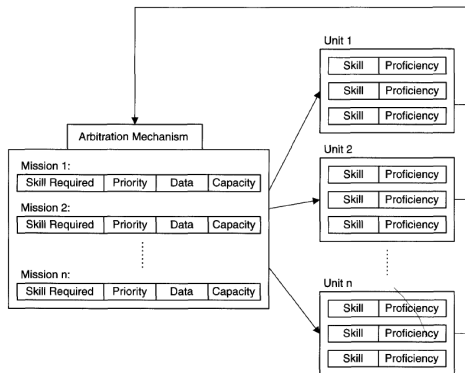 Arbitration Mechanism
Mission 1:
Skill Required Priority Data Capacity
Mission 2:
Skill Required Priority Data Capacity
Mission n:
Skill Required Priority Data Capacity
Unit 1
Skill Proficiency
Skill Proficiency
Skill Proficiency
Unit 2
Skill Proficiency
Skill Proficiency
Skill Proficiency
Unit n
Skill Proficiency
Skill Proficiency
Skill Proficiency